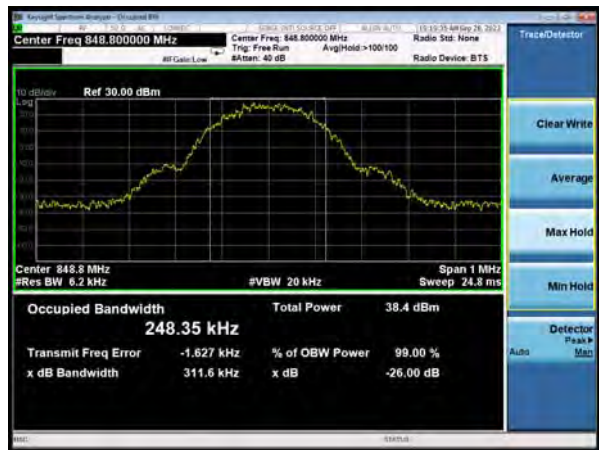 Keysight Spectrum Analyzer - Occupied BW
Center Freq 848.800000 MHz
#IFGain:Low
Center Freq: 848.800000 MHz
Trig: Free Run Avg|Hold:>100/100
#Atten: 40 dB
Radio Std: None
Radio Device: BTS
Trace/Detector
10 dB/div Ref 30.00 dBm
Log
Clear Write
Average
Max Hold
Min Hold
Detector
Peak
Auto Man
Center 848.8 MHz Span 1 MHz
#Res BW 6.2 kHz #VBW 20 kHz Sweep 24.8 ms
Occupied Bandwidth Total Power 38.4 dBm
248.35 kHz
Transmit Freq Error -1.627 kHz % of OBW Power 99.00 %
x dB Bandwidth 311.6 kHz x dB -26.00 dB
MSG STATUS